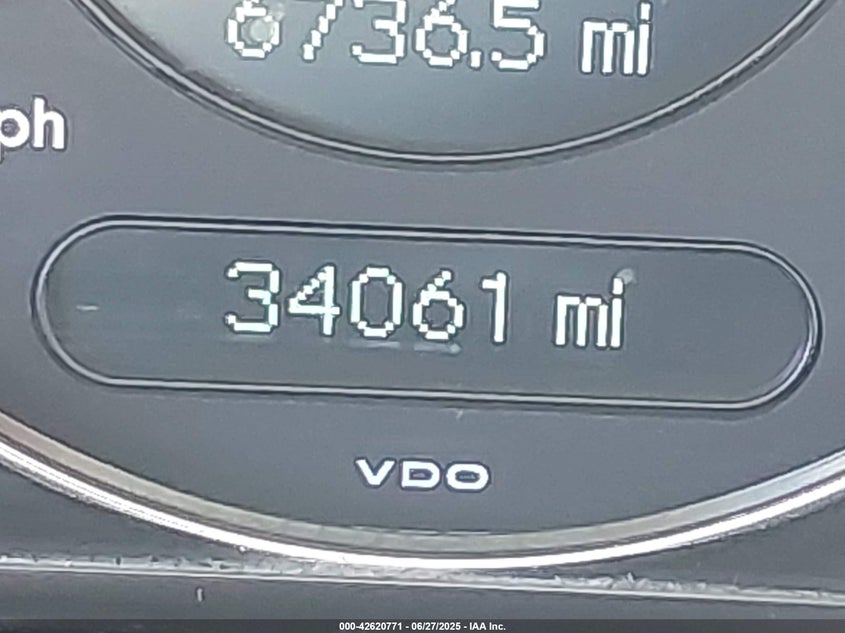 6736.5 mi
ph
34061 mi
VDO
000-42620771 - 06/27/2025 - IAA Inc.